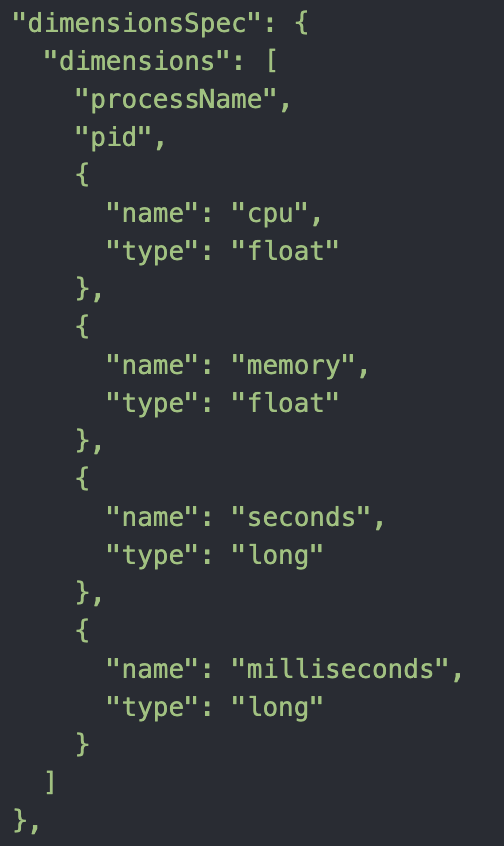 "dimensionsSpec": {
  "dimensions": [
    "processName",
    "pid",
    {
      "name": "cpu",
      "type": "float"
    },
    {
      "name": "memory",
      "type": "float"
    },
    {
      "name": "seconds",
      "type": "long"
    },
    {
      "name": "milliseconds",
      "type": "long"
    }
  ]
},